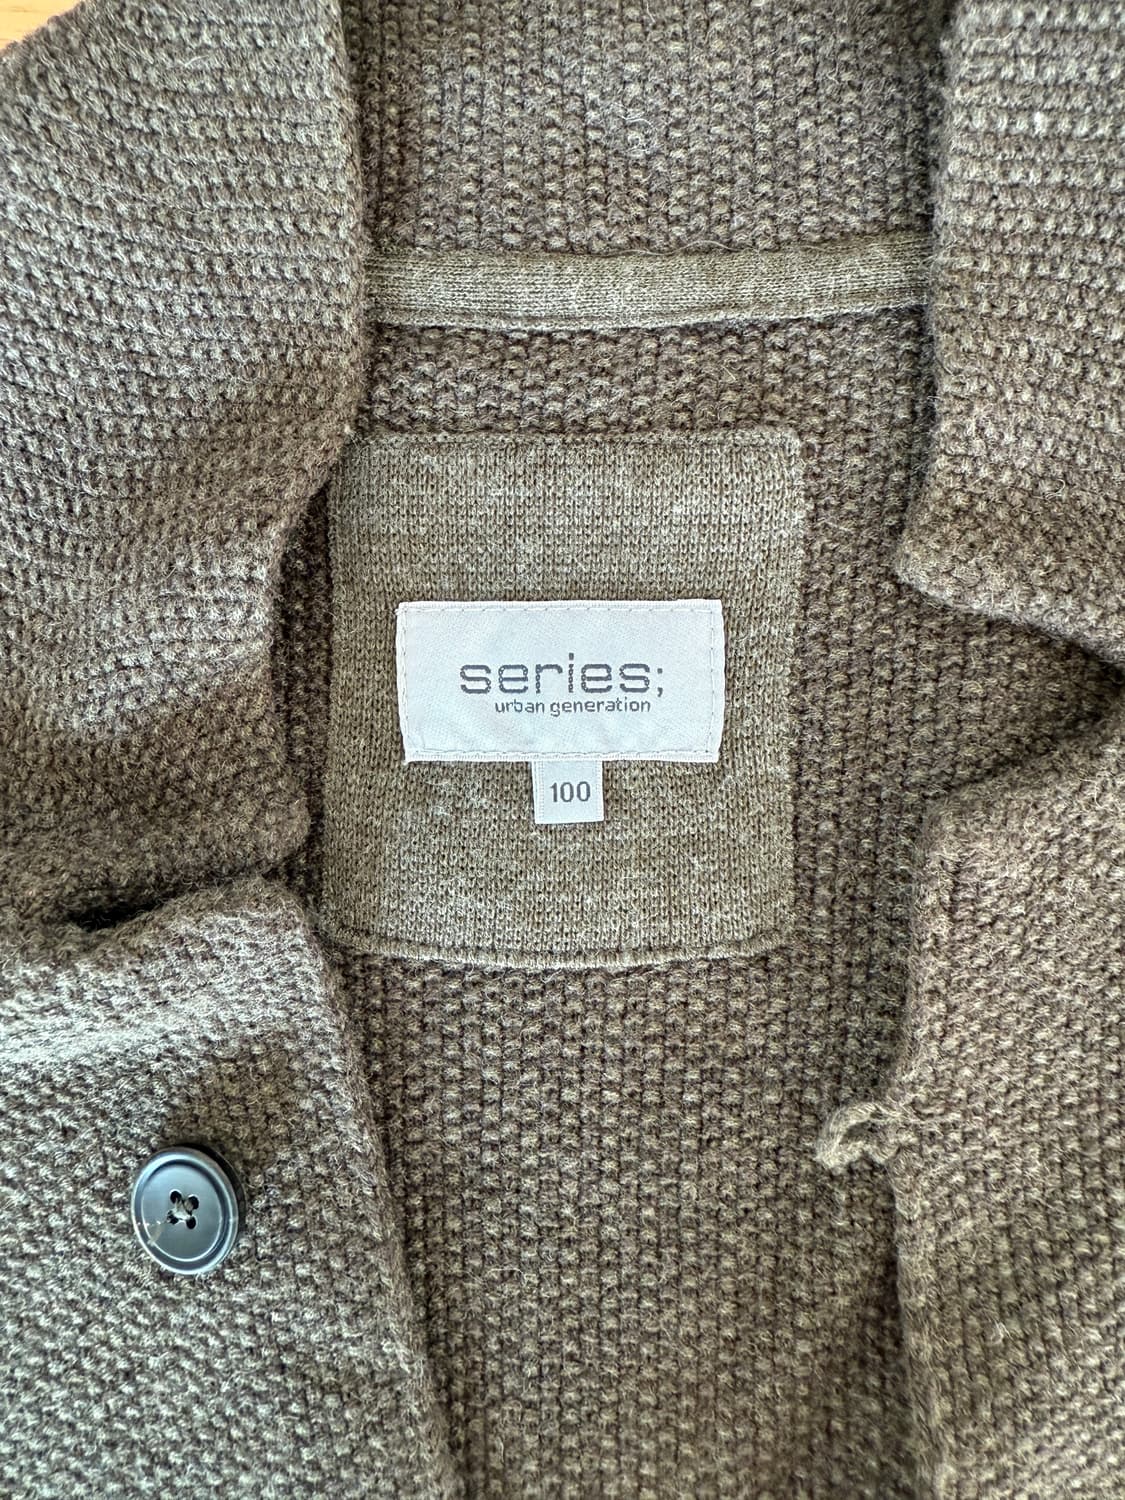 series;
urban generation
100